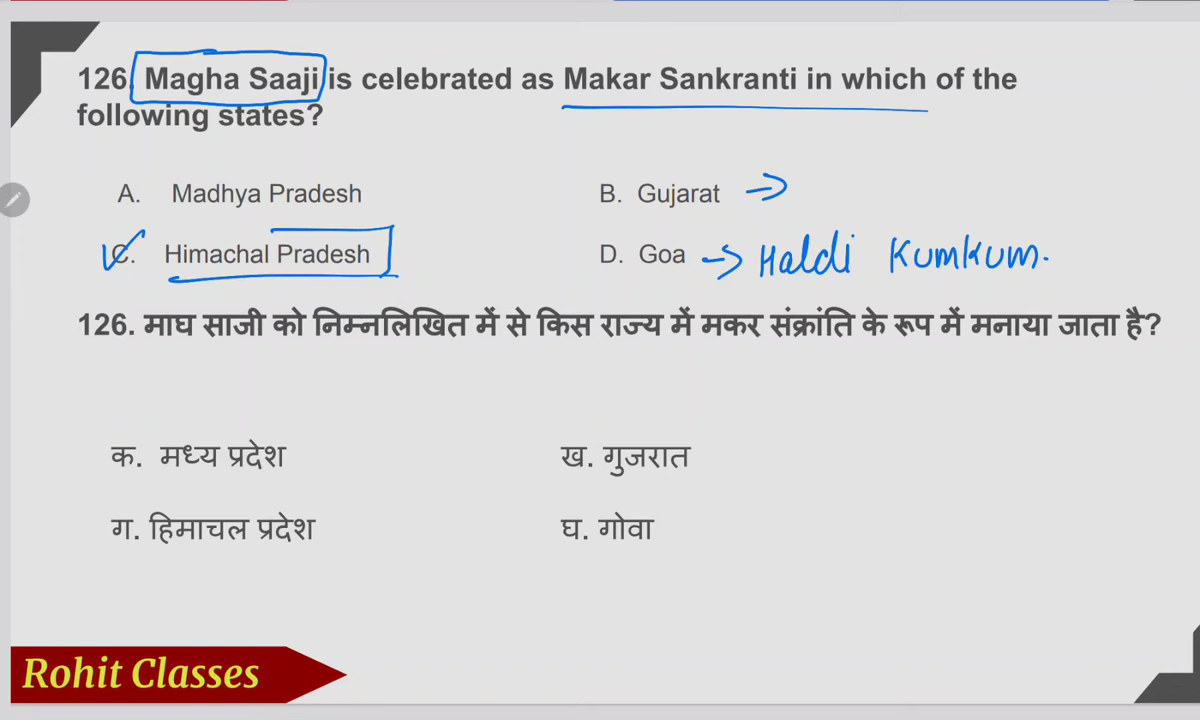 126. Magha Saaji is celebrated as Makar Sankranti in which of the
following states?
A. Madhya Pradesh
B. Gujarat →
C. Himachal Pradesh
D. Goa → Haldi Kumkum.
126. माघ साजी को निम्नलिखित में से किस राज्य में मकर संक्रांति के रूप में मनाया जाता है?
क. मध्य प्रदेश
ख. गुजरात
ग. हिमाचल प्रदेश
घ. गोवा
Rohit Classes